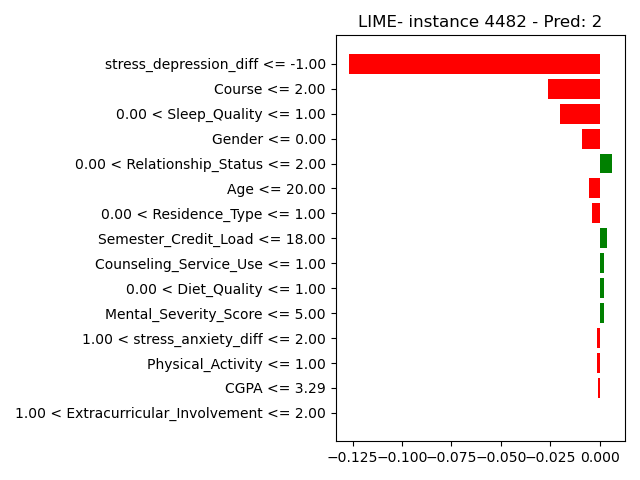 LIME- instance 4482 - Pred: 2
stress_depression_diff <= -1.00
Course <= 2.00
0.00 < Sleep_Quality <= 1.00
Gender <= 0.00
0.00 < Relationship_Status <= 2.00
Age <= 20.00
0.00 < Residence_Type <= 1.00
Semester_Credit_Load <= 18.00
Counseling_Service_Use <= 1.00
0.00 < Diet_Quality <= 1.00
Mental_Severity_Score <= 5.00
1.00 < stress_anxiety_diff <= 2.00
Physical_Activity <= 1.00
CGPA <= 3.29
1.00 < Extracurricular_Involvement <= 2.00
−0.125 −0.100 −0.075 −0.050 −0.025 0.000